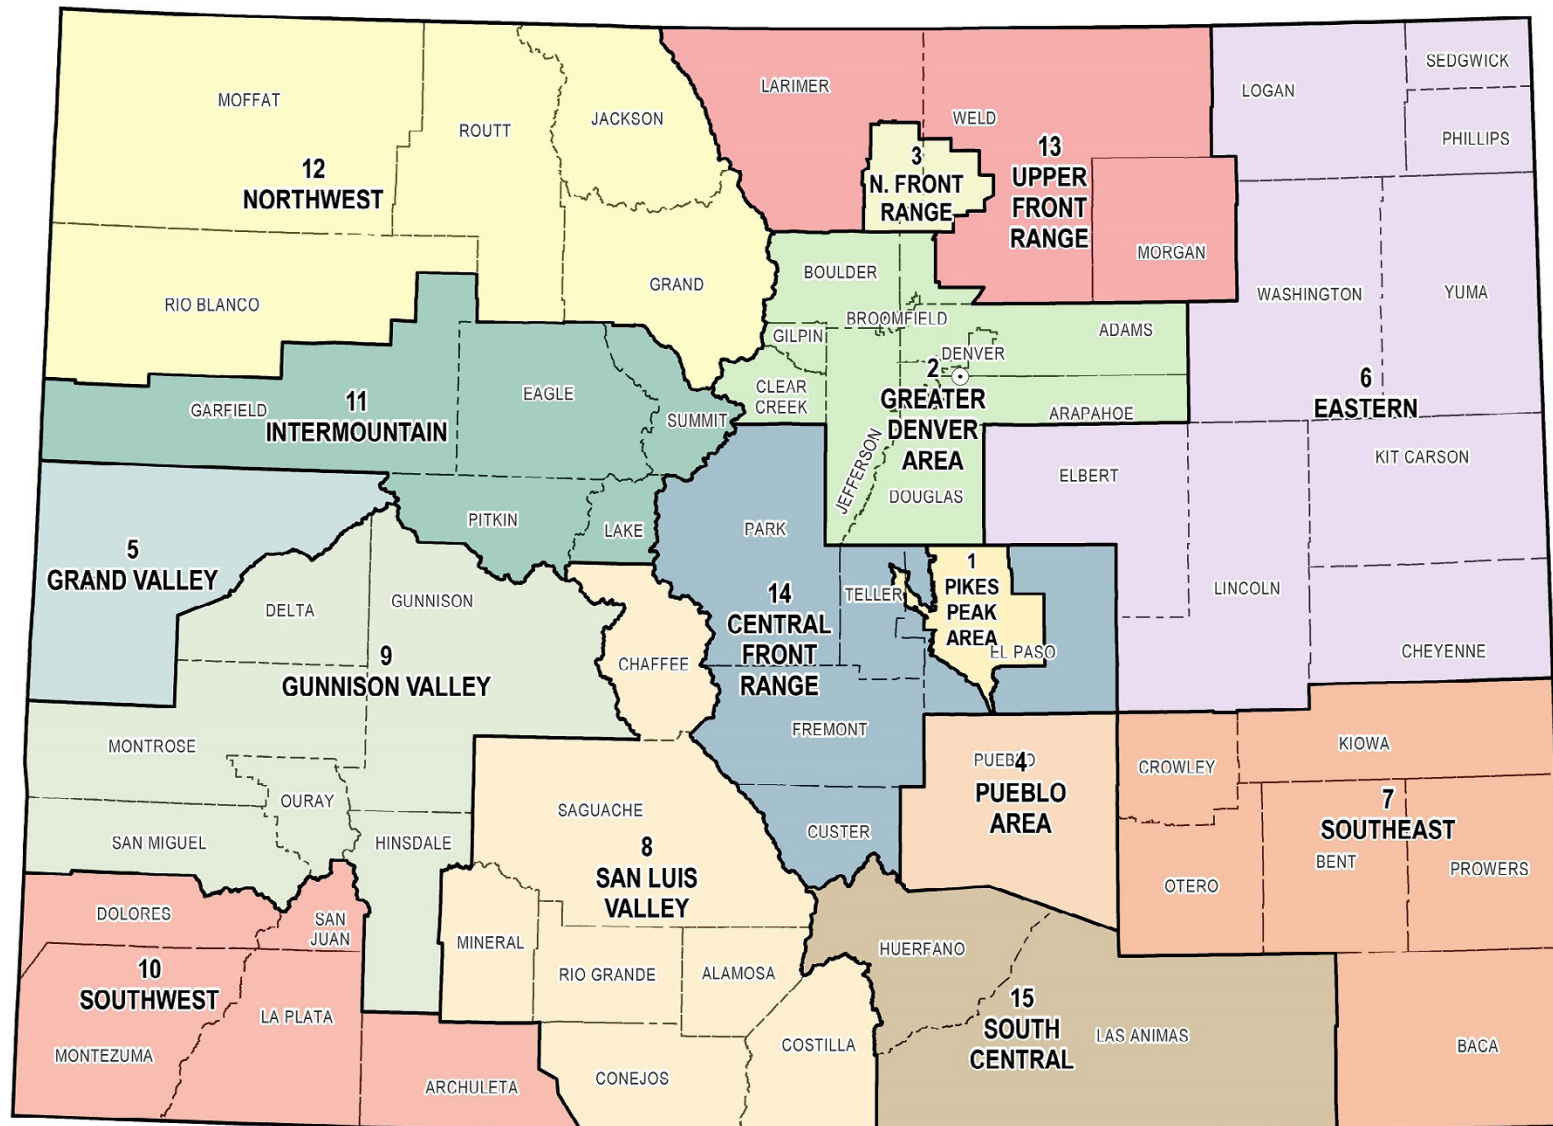 MOFFAT
ROUTT
JACKSON
12
NORTHWEST
RIO BLANCO
GRAND
LARIMER
WELD
3
N. FRONT
RANGE
13
UPPER
FRONT
RANGE
MORGAN
LOGAN
SEDGWICK
PHILLIPS
WASHINGTON
YUMA
6
EASTERN
ELBERT
KIT CARSON
LINCOLN
CHEYENNE
BOULDER
BROOMFIELD
GILPIN
ADAMS
DENVER
CLEAR
CREEK
2
GREATER
DENVER
AREA
ARAPAHOE
JEFFERSON
DOUGLAS
GARFIELD
11
INTERMOUNTAIN
EAGLE
SUMMIT
PITKIN
LAKE
5
GRAND VALLEY
DELTA
GUNNISON
9
GUNNISON VALLEY
MONTROSE
OURAY
SAN MIGUEL
HINSDALE
CHAFFEE
PARK
TELLER
14
CENTRAL
FRONT
RANGE
1
PIKES
PEAK
AREA
EL PASO
FREMONT
CUSTER
PUEBLO
4
PUEBLO
AREA
CROWLEY
KIOWA
7
SOUTHEAST
OTERO
BENT
PROWERS
BACA
SAGUACHE
8
SAN LUIS
VALLEY
MINERAL
RIO GRANDE
ALAMOSA
CONEJOS
COSTILLA
DOLORES
SAN
JUAN
10
SOUTHWEST
LA PLATA
MONTEZUMA
ARCHULETA
HUERFANO
15
SOUTH
CENTRAL
LAS ANIMAS